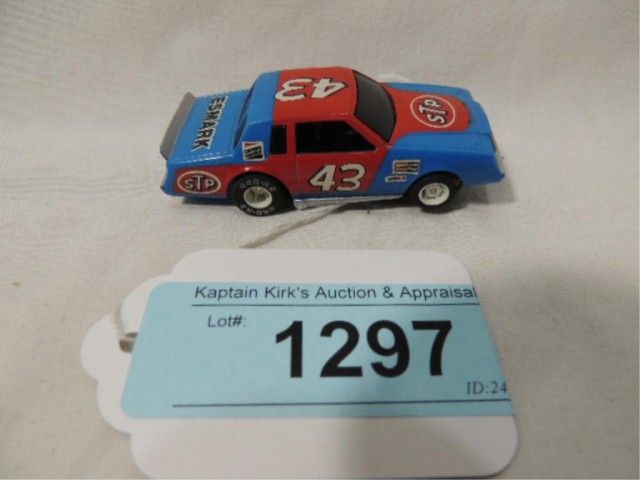 43
STP
ESMARK
STP
43
Kaptain Kirk's Auction & Appraisal
Lot#:
1297
ID:24